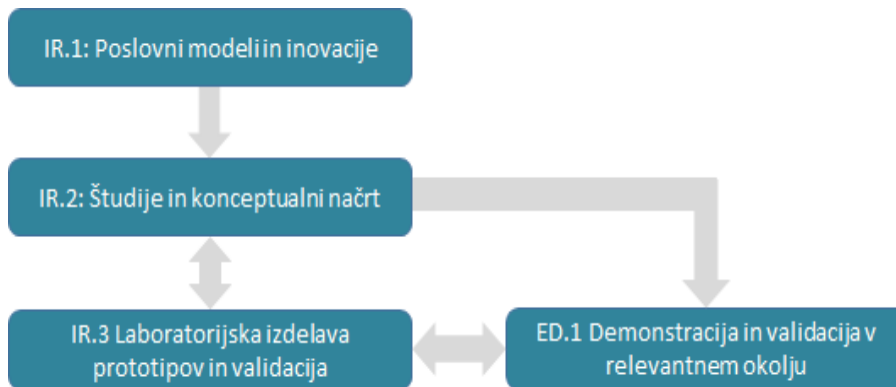 IR.1: Poslovni modeli in inovacije
IR.2: Študije in konceptualni načrt
IR.3 Laboratorijska izdelava
prototipov in validacija
ED.1 Demonstracija in validacija v
relevantnem okolju